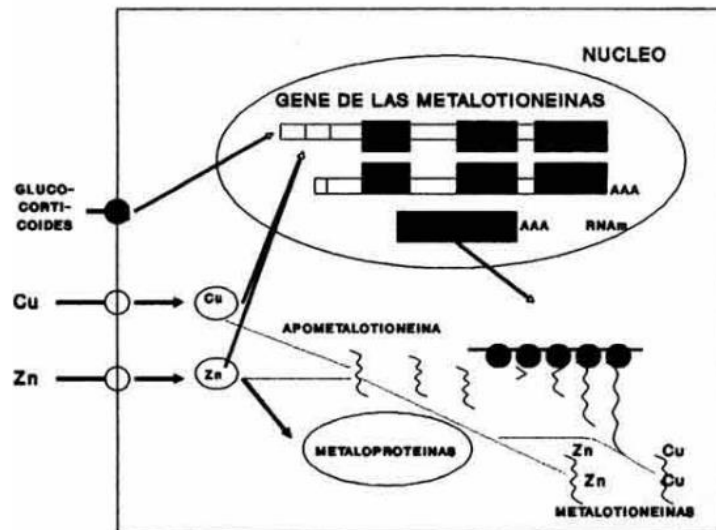 NUCLEO
GENE DE LAS METALOTIONEINAS
AAA
AAA RNAm
GLUCO-
CORTI-
COIDES
Cu
Cu
APOMETALOTIONEINA
Zn
Zn
METALOPROTEINAS
Zn Cu
Zn Cu
METALOTIONEINAS